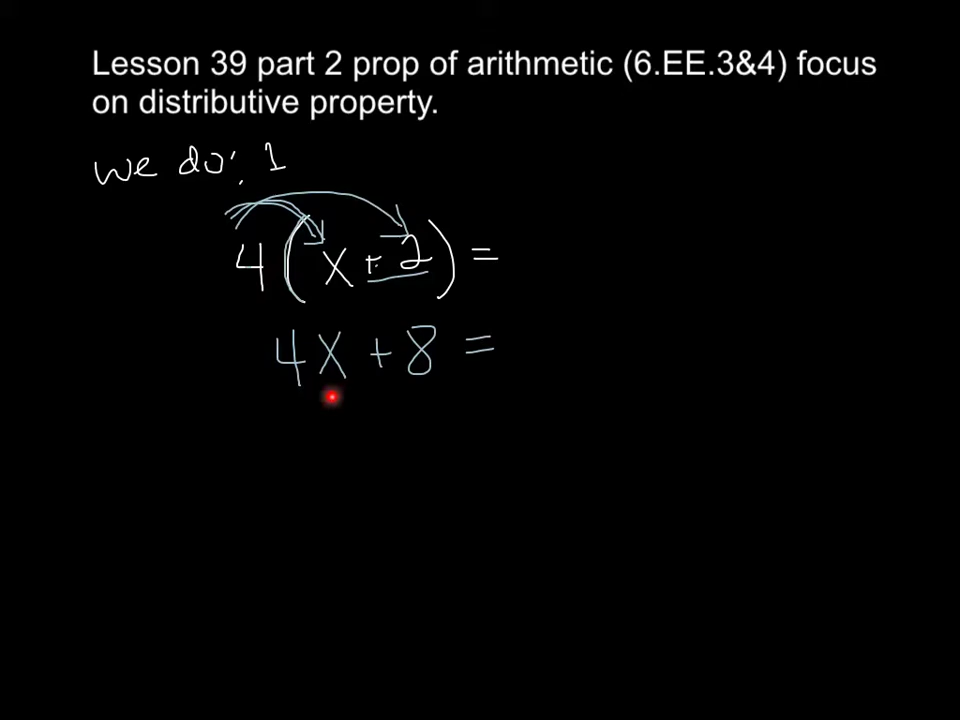 Lesson 39 part 2 prop of arithmetic (6.EE.3&4) focus
on distributive property.
we do: 1
4(x+2)=
4x+8=